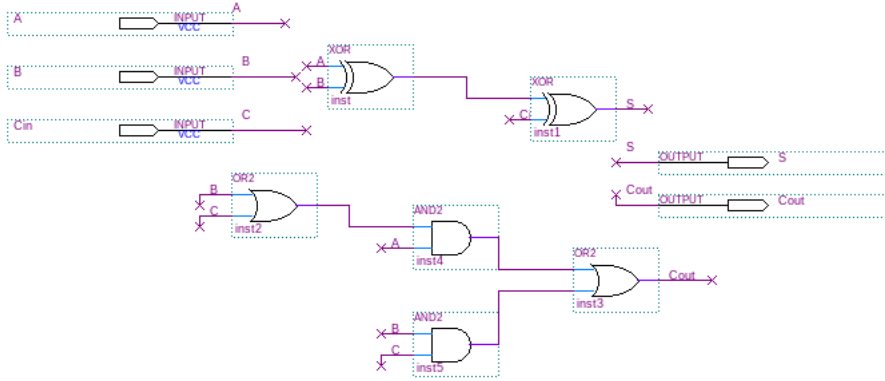 A
A INPUT
VCC
B
B INPUT
VCC
C
Cin INPUT
VCC
XOR
A
B
inst
XOR
C
S
inst1
S
OUTPUT S
Cout
OUTPUT Cout
OR2
B
C
inst2
AND2
A
inst4
OR2
Cout
inst3
AND2
B
C
inst5